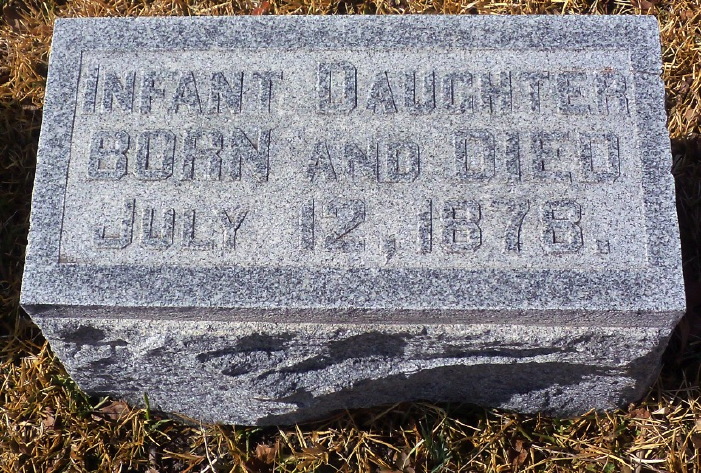 Infant Daughter
BORN AND DIED
July 12, 1878.